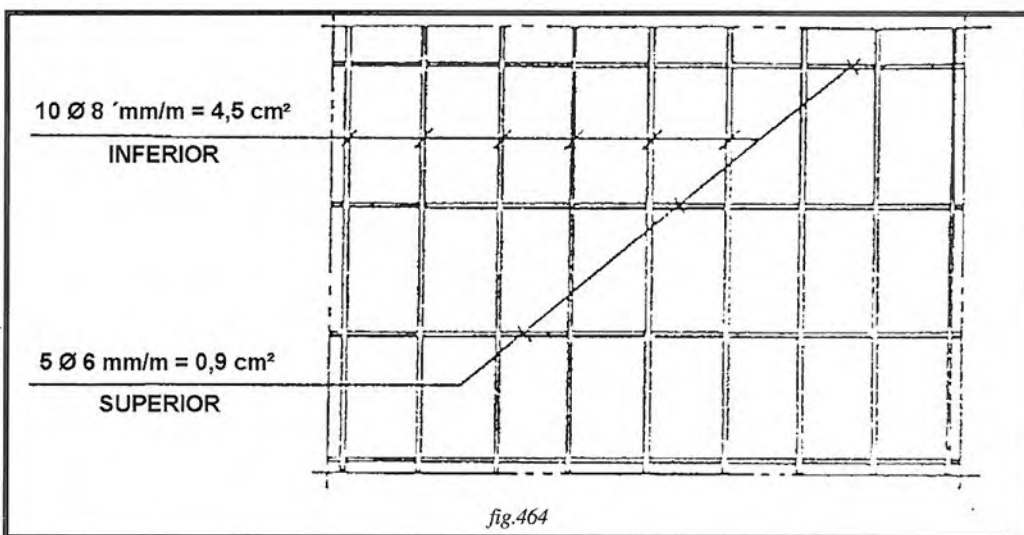 10 Ø 8 ´mm/m = 4,5 cm²
INFERIOR
5 Ø 6 mm/m = 0,9 cm²
SUPERIOR
fig.464